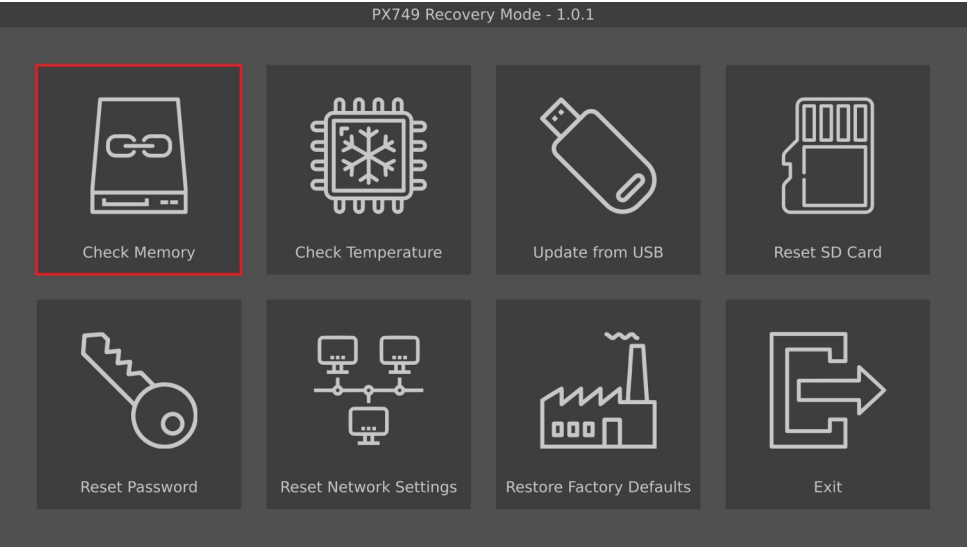 PX749 Recovery Mode - 1.0.1
Check Memory
Check Temperature
Update from USB
Reset SD Card
Reset Password
Reset Network Settings
Restore Factory Defaults
Exit